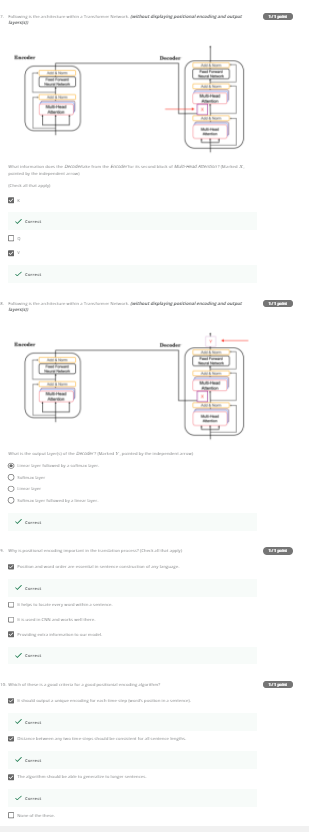 7. Following is the architecture within a Transformer Network. (without displaying positional encoding and output
layers(s))
1/1 point
Encoder
Decoder
Add & Norm
Feed Forward
Neural Network
Add & Norm
Multi-Head
Attention
Add & Norm
Feed Forward
Neural Network
Add & Norm
Multi-Head
Attention
X
Add & Norm
Multi-Head
Attention
What information does the Decoder take from the Encoder for its second block of Multi-Head Attention? (Marked X,
pointed by the independent arrow)
(Check all that apply)
K
Correct
Q
V
Correct
8. Following is the architecture within a Transformer Network. (without displaying positional encoding and output
layers(s))
1/1 point
Encoder
Decoder
Add & Norm
Feed Forward
Neural Network
Add & Norm
Multi-Head
Attention
Add & Norm
Feed Forward
Neural Network
Add & Norm
Multi-Head
Attention
Add & Norm
Multi-Head
Attention
What is the output layer(s) of the Decoder? (Marked Y, pointed by the independent arrow)
Linear layer followed by a softmax layer.
Softmax layer
Linear layer
Softmax layer followed by a linear layer.
Correct
9. Why is positional encoding important in the translation process? (Check all that apply)
1/1 point
Position and word order are essential in sentence construction of any language.
Correct
It helps to locate every word within a sentence.
It is used in CNN and works well there.
Providing extra information to our model.
Correct
10. Which of these is a good criteria for a good positional encoding algorithm?
1/1 point
It should output a unique encoding for each time-step (word's position in a sentence).
Correct
Distance between any two time-steps should be consistent for all sentence lengths.
Correct
The algorithm should be able to generalize to longer sentences.
Correct
None of the these.